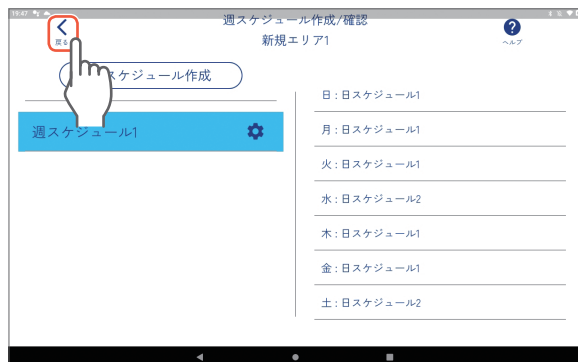 19:47
週スケジュール作成/確認
新規エリア1
戻る
ヘルプ
スケジュール作成
週スケジュール1
日:日スケジュール1
月:日スケジュール1
火:日スケジュール1
水:日スケジュール2
木:日スケジュール1
金:日スケジュール1
土:日スケジュール2